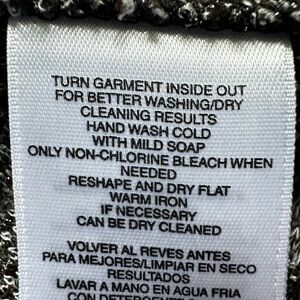 TURN GARMENT INSIDE OUT
FOR BETTER WASHING/DRY
CLEANING RESULTS
HAND WASH COLD
WITH MILD SOAP
ONLY NON-CHLORINE BLEACH WHEN
NEEDED
RESHAPE AND DRY FLAT
WARM IRON
IF NECESSARY
CAN BE DRY CLEANED
VOLVER AL REVES ANTES
PARA MEJORES/LIMPIAR EN SECO
RESULTADOS
LAVAR A MANO EN AGUA FRIA
CON DETERGENTE